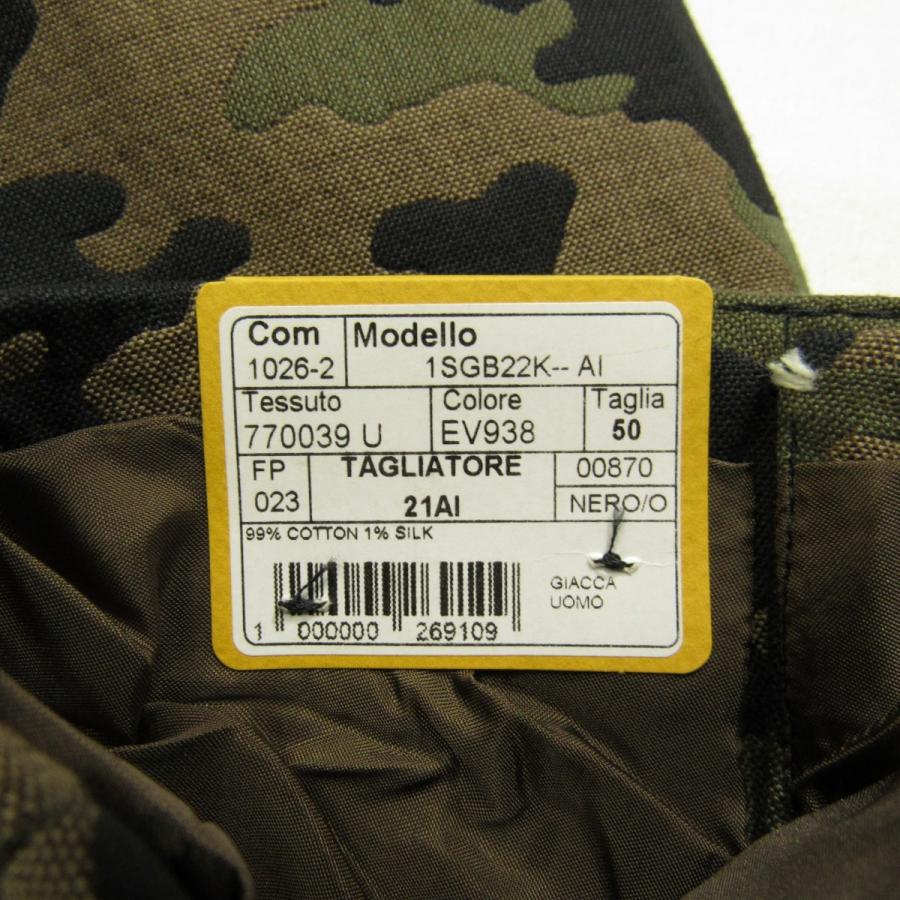 Com Modello
1026-2 1SGB22K-- AI
Tessuto Colore Taglia
770039 U EV938 50
FP TAGLIATORE 00870
023 21AI NERO/O
99% COTTON 1% SILK
GIACCA
UOMO
1 000000 269109